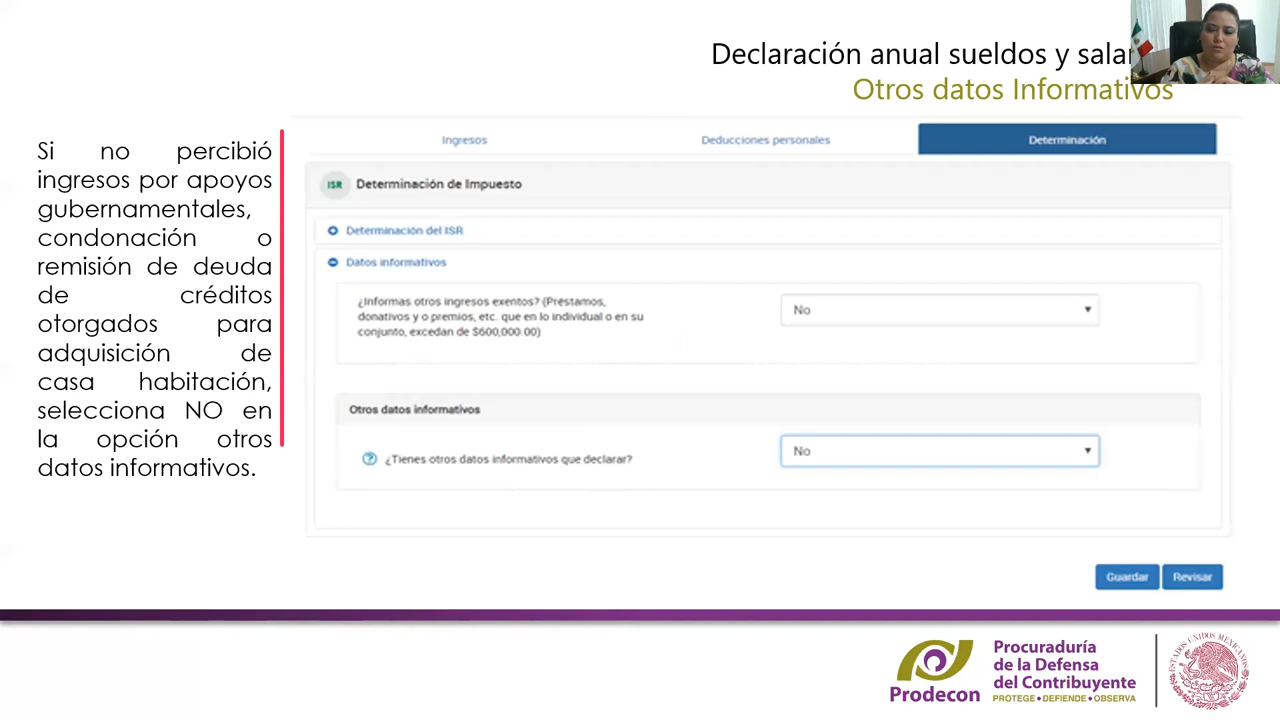 Declaración anual sueldos y salar
Otros datos Informativos
Si no percibió
ingresos por apoyos
gubernamentales,
condonación o
remisión de deuda
de créditos
otorgados para
adquisición de
casa habitación,
selecciona NO en
la opción otros
datos informativos.
Ingresos
Deducciones personales
Determinación
ISR Determinación de Impuesto
Determinación del ISR
Datos informativos
¿Informas otros ingresos exentos? (Préstamos,
donativos y o premios, etc. que en lo individual o en su
conjunto, excedan de $600,000.00)
No
Otros datos informativos
¿Tienes otros datos informativos que declarar?
No
Guardar
Revisar
Prodecon
Procuraduría
de la Defensa
del Contribuyente
PROTEGE•DEFIENDE•OBSERVA
ESTADOS UNIDOS MEXICANOS